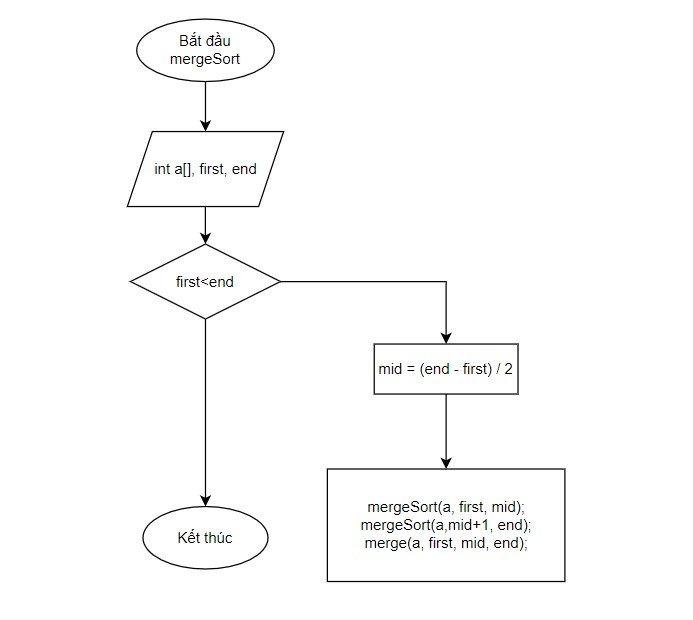 Bắt đầu
mergeSort
int a[], first, end
first<end
mid = (end - first) / 2
mergeSort(a, first, mid);
mergeSort(a,mid+1, end);
merge(a, first, mid, end);
Kết thúc